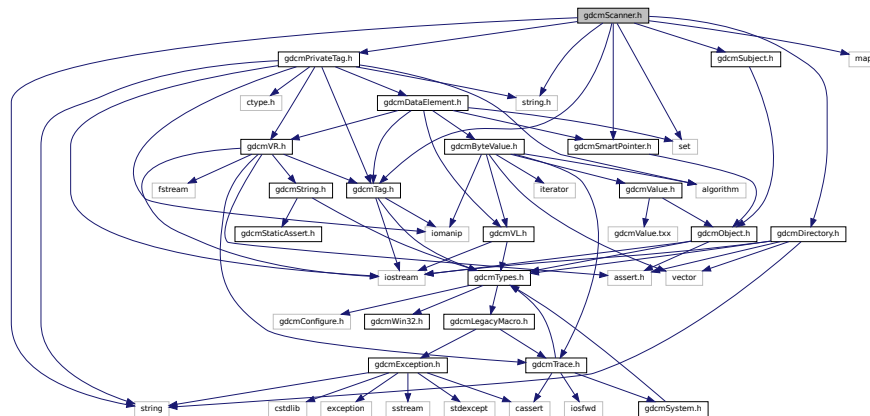 gdcmScanner.h
gdcmPrivateTag.h
gdcmSubject.h
map
ctype.h
gdcmDataElement.h
string.h
gdcmVR.h
gdcmByteValue.h
gdcmSmartPointer.h
set
fstream
gdcmString.h
gdcmTag.h
iterator
gdcmValue.h
algorithm
gdcmStaticAssert.h
iomanip
gdcmVL.h
gdcmValue.txx
gdcmObject.h
gdcmDirectory.h
iostream
gdcmTypes.h
assert.h
vector
gdcmConfigure.h
gdcmWin32.h
gdcmLegacyMacro.h
gdcmException.h
gdcmTrace.h
string
cstdlib
exception
sstream
stdexcept
cassert
iosfwd
gdcmSystem.h